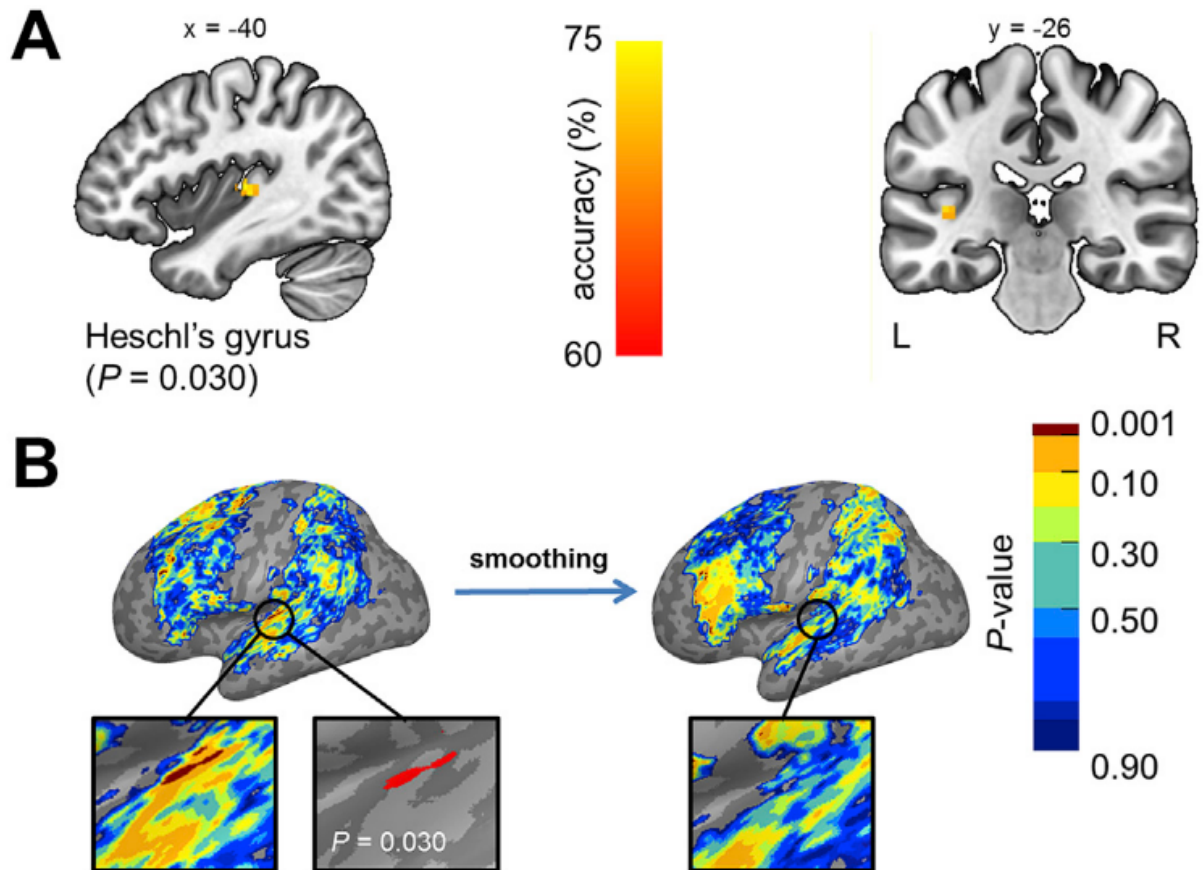 A
x = -40
75
accuracy (%)
60
y = -26
L
R
Heschl's gyrus
(P = 0.030)
B
smoothing
P-value
0.001
0.10
0.30
0.50
0.90
P = 0.030